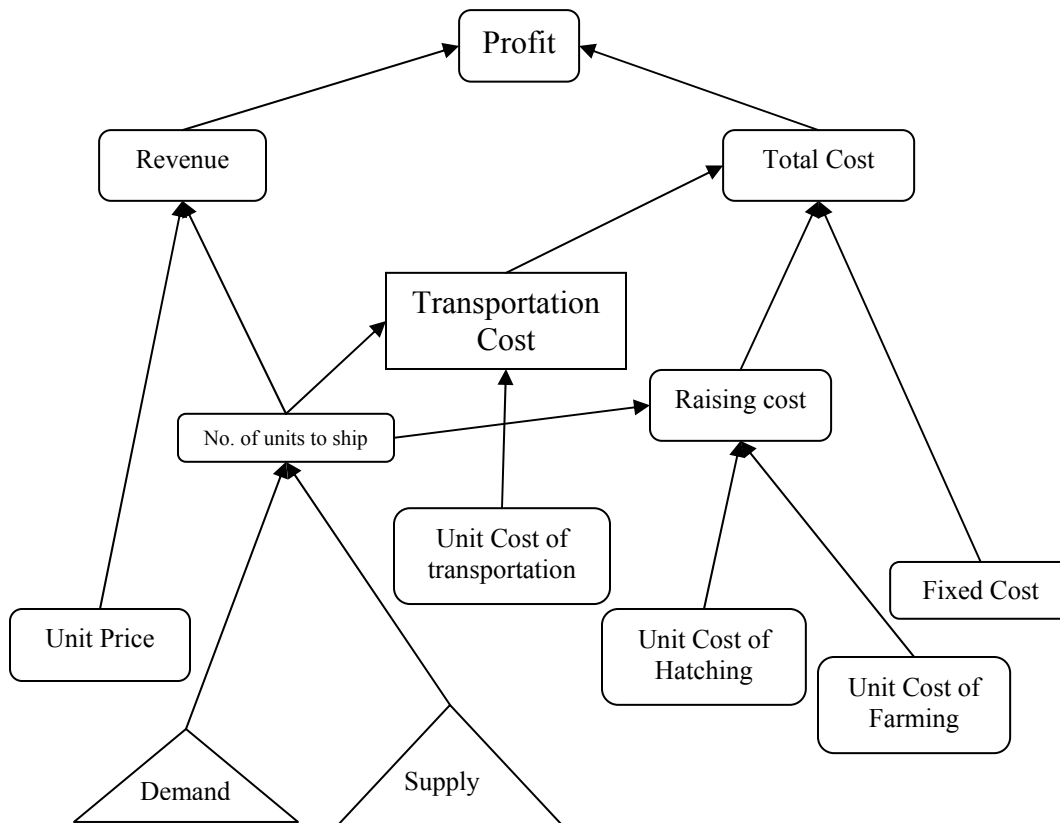 Profit
Revenue
Total Cost
Transportation
Cost
Raising cost
No. of units to ship
Unit Cost of
transportation
Fixed Cost
Unit Price
Unit Cost of
Hatching
Unit Cost of
Farming
Demand
Supply